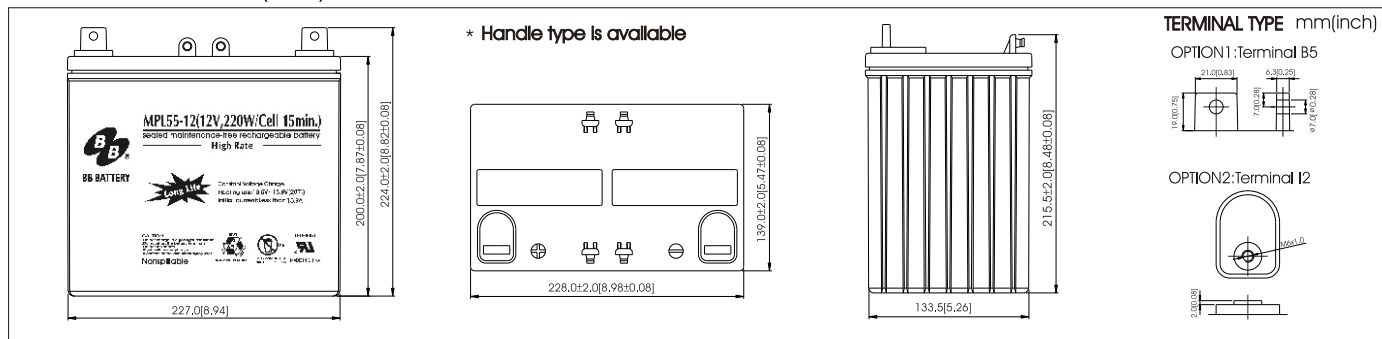 * Handle type is available
TERMINAL TYPE mm(inch)
OPTION1:Terminal B5
21.0[0.83]
6.3[0.25]
19.0[0.75]
7.0[0.28]
ø7.0[ø0.28]
OPTION2:Terminal I2
M6x1.0
2.0[0.08]
MPL55-12(12V,220W/Cell 15min.)
sealed maintenance-free rechargeable battery
High Rate
BB
®
BB BATTERY
Long Life
Constant Voltage Charge
Nonspillable
200.0±2.0[7.87±0.08]
224.0±2.0[8.82±0.08]
227.0[8.94]
139.0±2.0[5.47±0.08]
228.0±2.0[8.98±0.08]
215.5±2.0[8.48±0.08]
133.5[5.26]